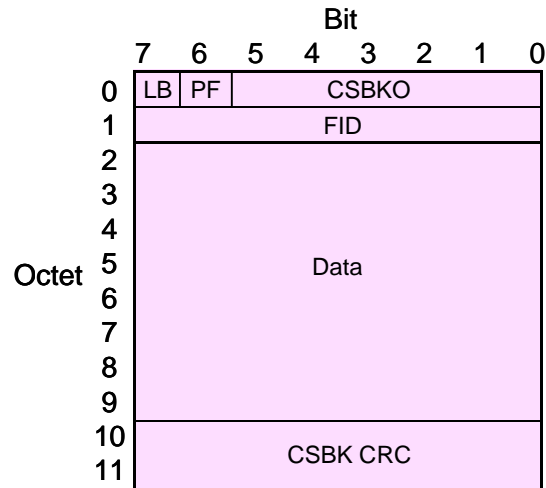 Bit
7 6 5 4 3 2 1 0
0 LB PF CSBKO
1 FID
2
3
4
Octet 5 Data
6
7
8
9
10
CSBK CRC
11